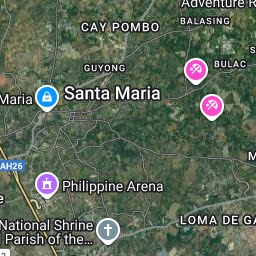 Adventure R
BALASING
CAY POMBO
GUYONG
BULAC
Maria
Santa Maria
M
AH26
Philippine Arena
National Shrine
Parish of the...
LOMA DE GA
2